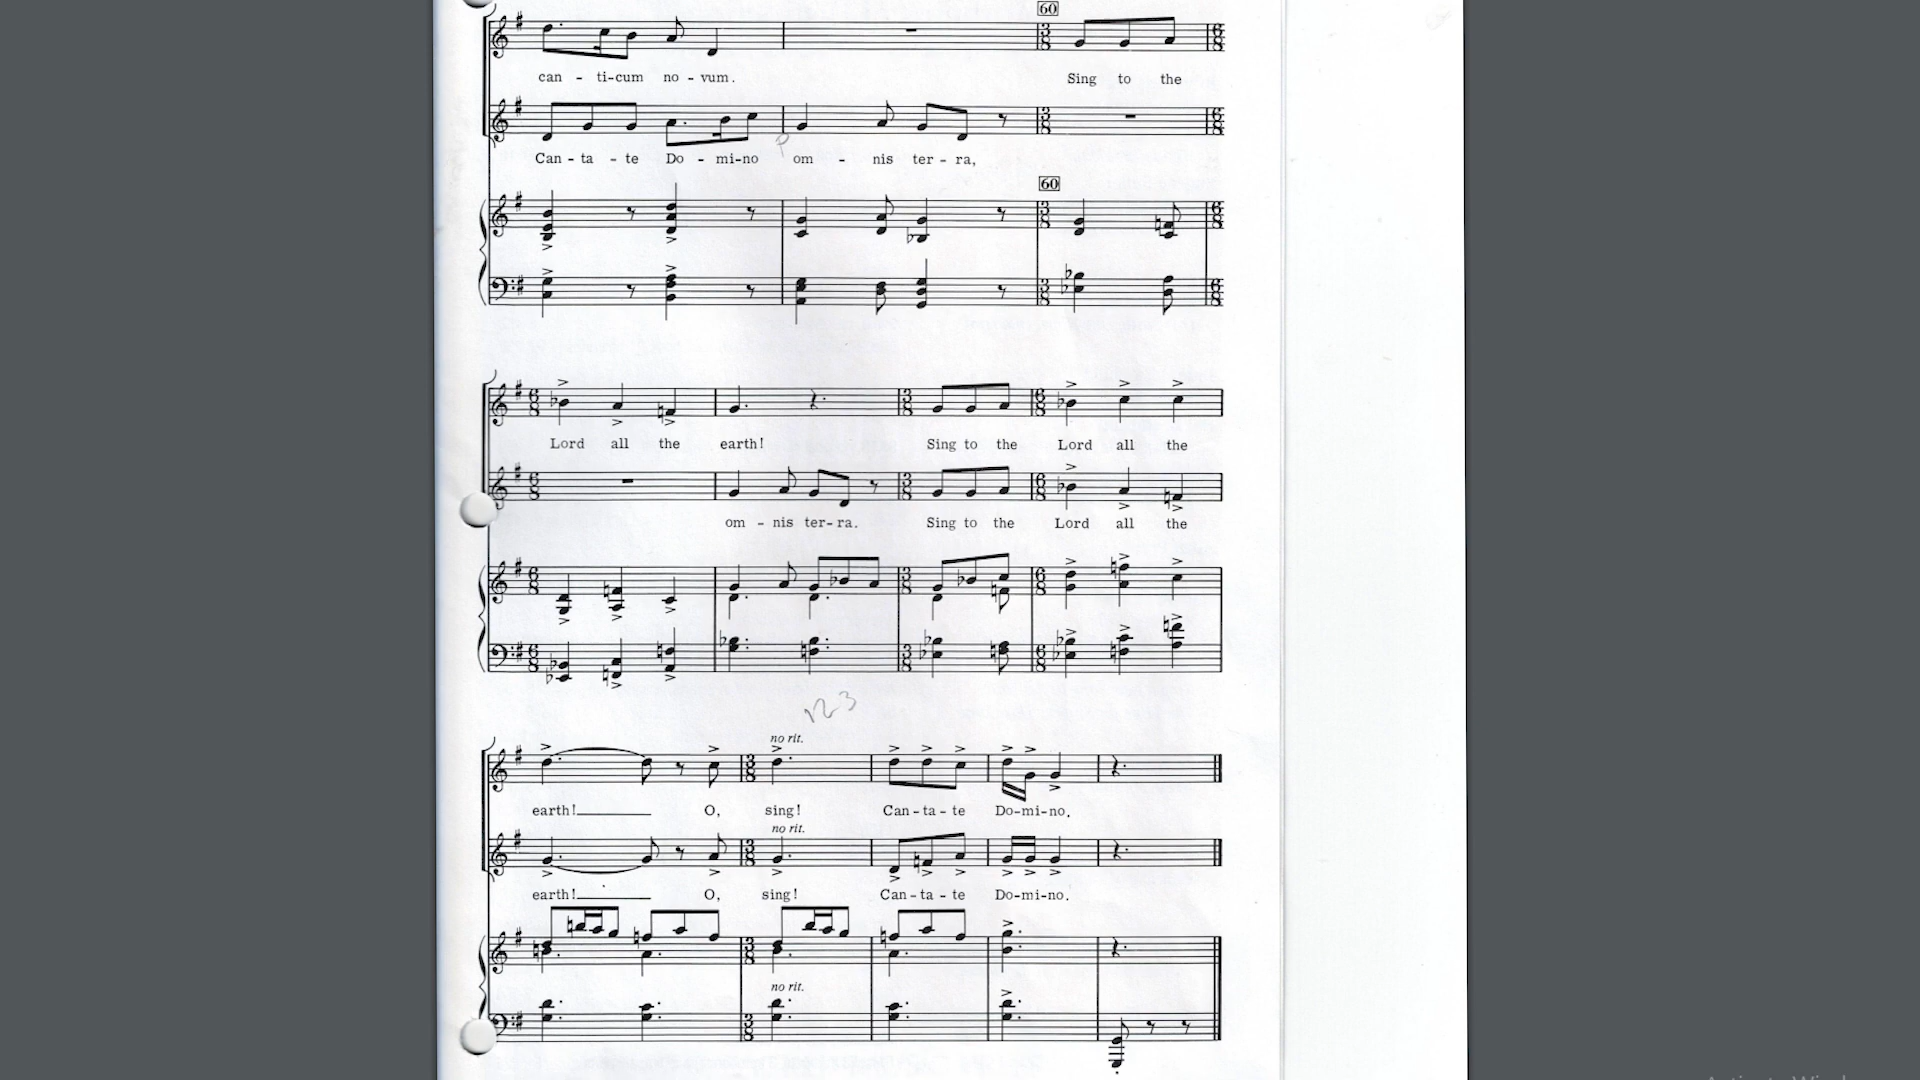 60
can - ti-cum no - vum. Sing to the
Can - ta - te Do - mi-no om - nis ter - ra,
60
Lord all the earth! Sing to the Lord all the
om - nis ter- ra. Sing to the Lord all the
123
no rit.
earth! O, sing! Can - ta - te Do-mi-no.
no rit.
earth! O, sing! Can - ta - te Do-mi-no.
no rit.